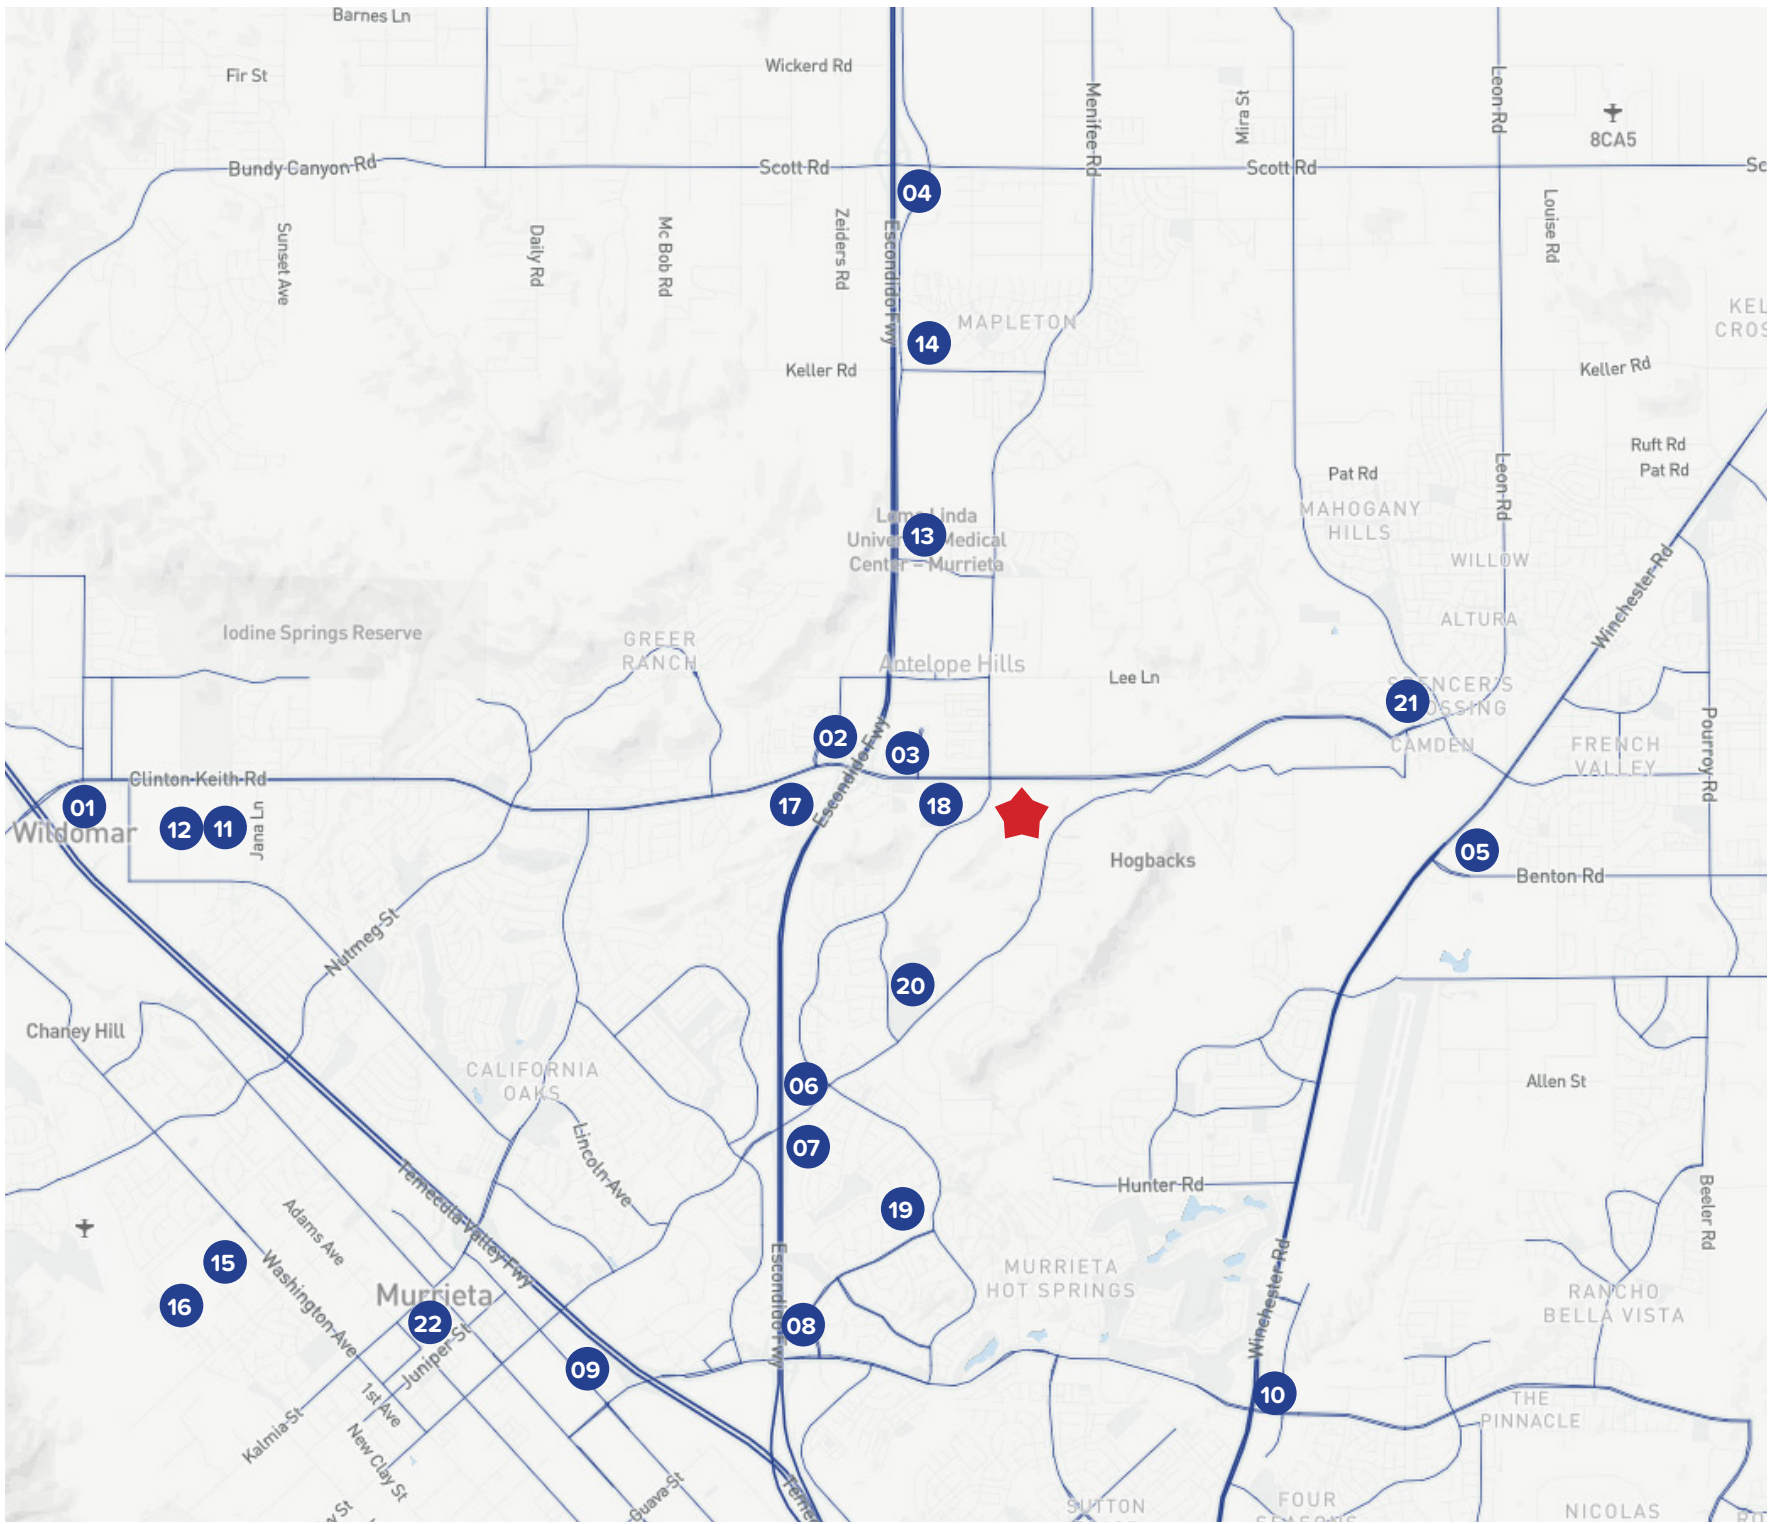 Barnes Ln
Wickerd Rd
Fir St
Menifee Rd
Mira St
Leon Rd
8CA5
Bundy Canyon Rd
Scott Rd
Scott Rd
Sc
04
Sunset Ave
Daily Rd
Mc Bob Rd
Zeiders Rd
Escondido Fwy
Louise Rd
MAPLETON
KEL
CROS
14
Keller Rd
Keller Rd
Ruft Rd
Pat Rd
Pat Rd
Leon Rd
MAHOGANY
HILLS
Loma Linda
University Medical
Center – Murrieta
13
WILLOW
Winchester Rd
ALTURA
Iodine Springs Reserve
GREER
RANCH
Antelope Hills
Lee Ln
SPENCER'S
CROSSING
21
02
03
Escondido Fwy
CAMDEN
FRENCH
VALLEY
Pourroy Rd
Clinton Keith Rd
01
17
18
12
11
Jana Ln
Wildomar
05
Hogbacks
Benton Rd
Nutmeg St
20
Chaney Hill
CALIFORNIA
OAKS
06
Allen St
Lincoln Ave
07
Temecula Valley Fwy
Hunter Rd
Beeler Rd
Adams Ave
19
15
Washington Ave
Escondido Fwy
MURRIETA
HOT SPRINGS
Winchester Rd
16
Murrieta
RANCHO
BELLA VISTA
22
08
Juniper St
09
10
1st Ave
THE
PINNACLE
Kalmia St
New Clay St
Guava St
Temec
y St
SUTTON
FOUR
SEASONS
NICOLAS
RO